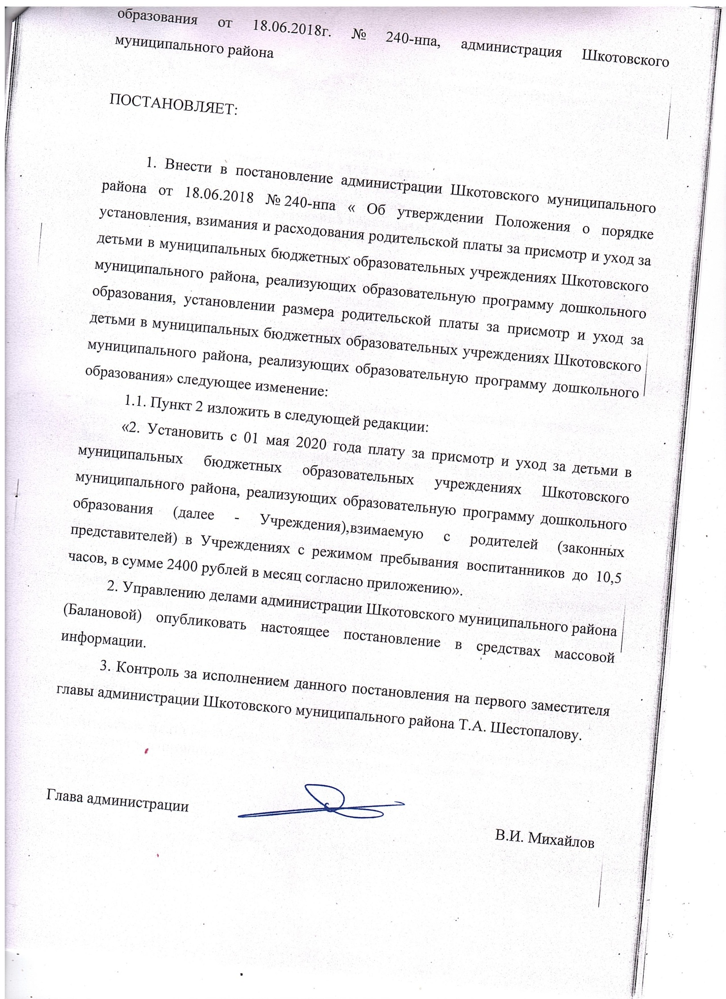 образования от 18.06.2018г. № 240-нпа, администрация Шкотовского
муниципального района
ПОСТАНОВЛЯЕТ:
1. Внести в постановление администрации Шкотовского муниципального
района от 18.06.2018 №240-нпа « Об утверждении Положения о порядке
установления, взимания и расходования родительской платы за присмотр и уход за
детьми в муниципальных бюджетных образовательных учреждениях Шкотовского
муниципального района, реализующих образовательную программу дошкольного
образования, установлении размера родительской платы за присмотр и уход за
детьми в муниципальных бюджетных образовательных учреждениях Шкотовского
муниципального района, реализующих образовательную программу дошкольного
образования» следующее изменение:
1.1. Пункт 2 изложить в следующей редакции:
«2. Установить с 01 мая 2020 года плату за присмотр и уход за детьми в
муниципальных бюджетных образовательных учреждениях Шкотовского
муниципального района, реализующих образовательную программу дошкольного
образования (далее - Учреждения),взимаемую с родителей (законных
представителей) в Учреждениях с режимом пребывания воспитанников до 10,5
часов, в сумме 2400 рублей в месяц согласно приложению».
2. Управлению делами администрации Шкотовского муниципального района
(Балановой) опубликовать настоящее постановление в средствах массовой
информации.
3. Контроль за исполнением данного постановления на первого заместителя
главы администрации Шкотовского муниципального района Т.А. Шестопалову.
Глава администрации
В.И. Михайлов